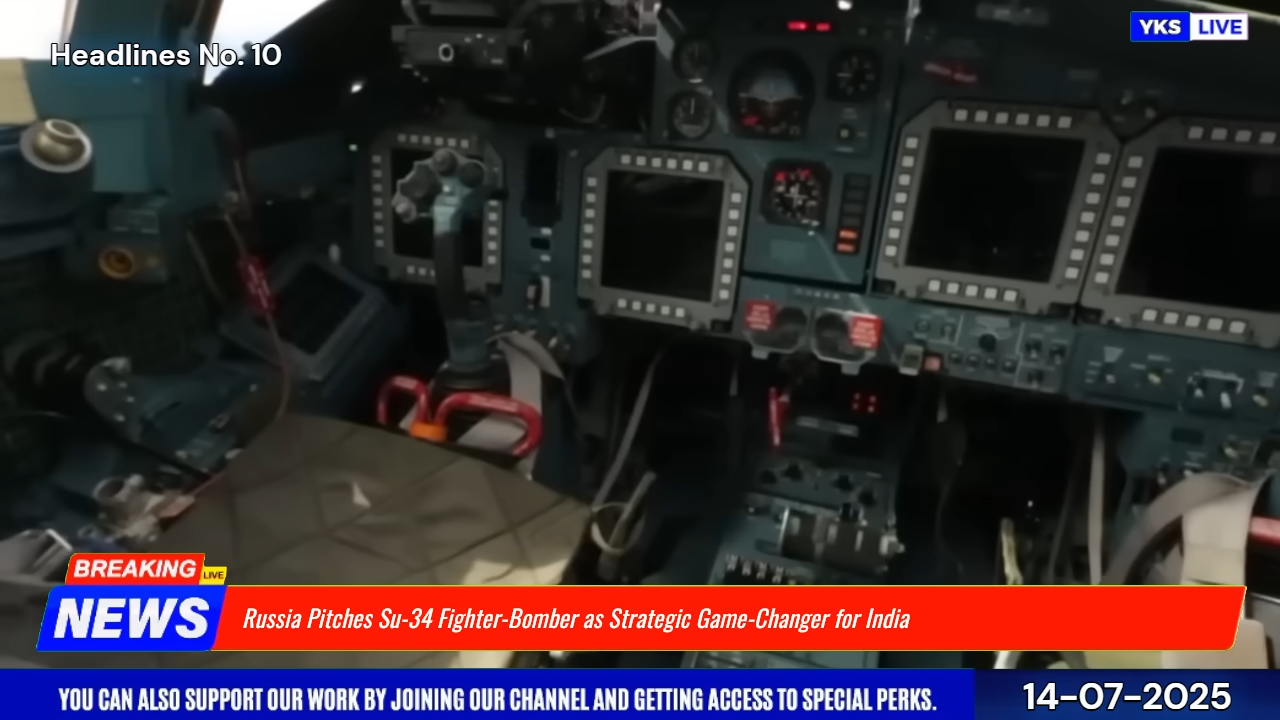 Headlines No. 10
YKS LIVE
BREAKING
LIVE
NEWS
Russia Pitches Su-34 Fighter-Bomber as Strategic Game-Changer for India
YOU CAN ALSO SUPPORT OUR WORK BY JOINING OUR CHANNEL AND GETTING ACCESS TO SPECIAL PERKS.
14-07-2025